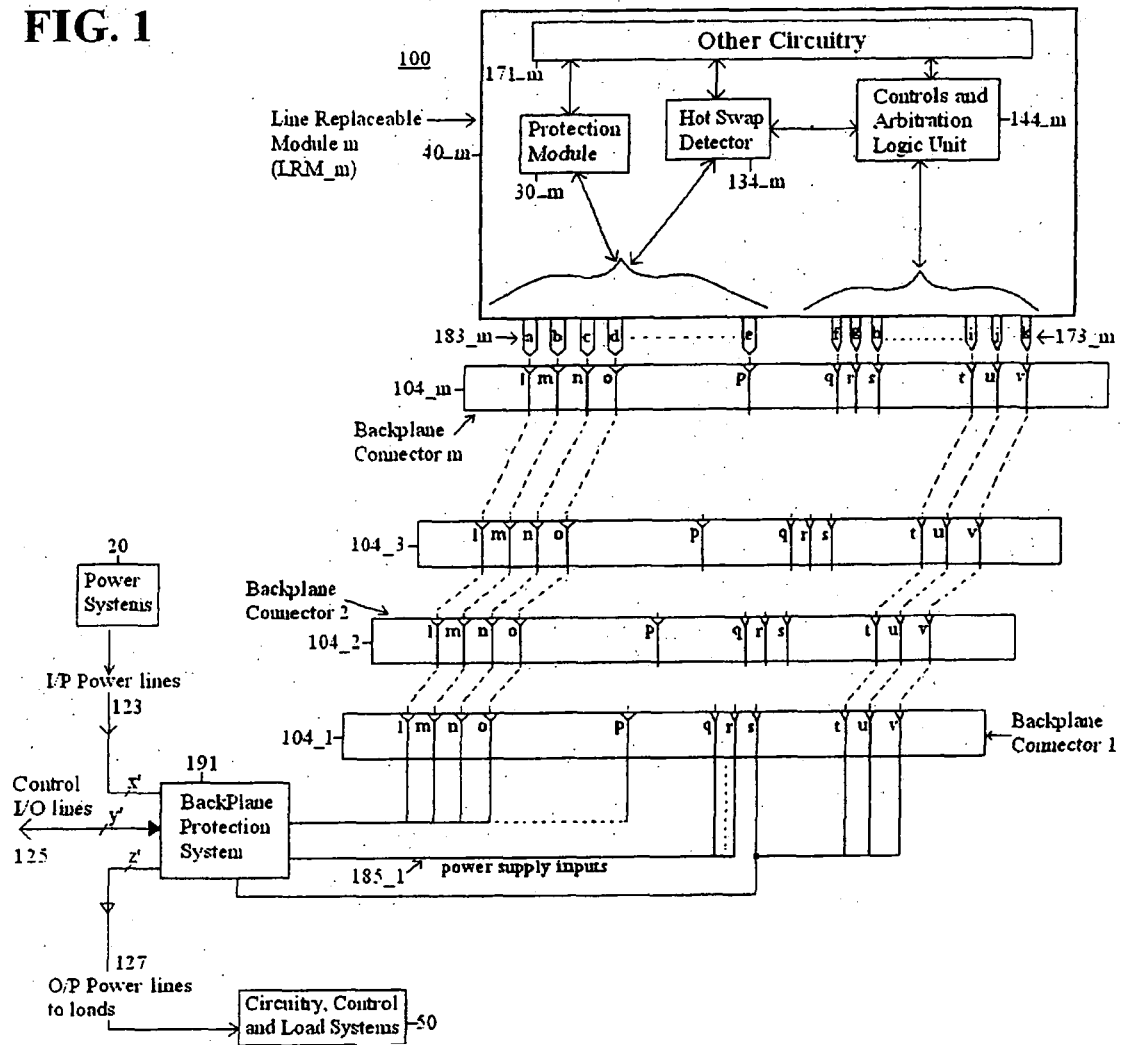 FIG. 1
100
Other Circuitry
171_m
Line Replaceable
Module m
(LRM_m)
40_m
Protection
Module
30_m
Hot Swap
Detector
134_m
Controls and
Arbitration
Logic Unit
144_m
183_m
a b c d e f g h i j k
173_m
104_m
l m n o p q r s t u v
Backplane
Connector m
104_3
l m n o p q r s t u v
20
Power
Systems
Backplane
Connector 2
104_2
l m n o p q r s t u v
I/P Power lines
123
104_1
l m n o p q r s t u v
Backplane
Connector 1
191
Control
I/O lines
x'
y'
z'
125
BackPlane
Protection
System
185_1
power supply inputs
127
O/P Power lines
to loads
Circuitry, Control
and Load Systems
50